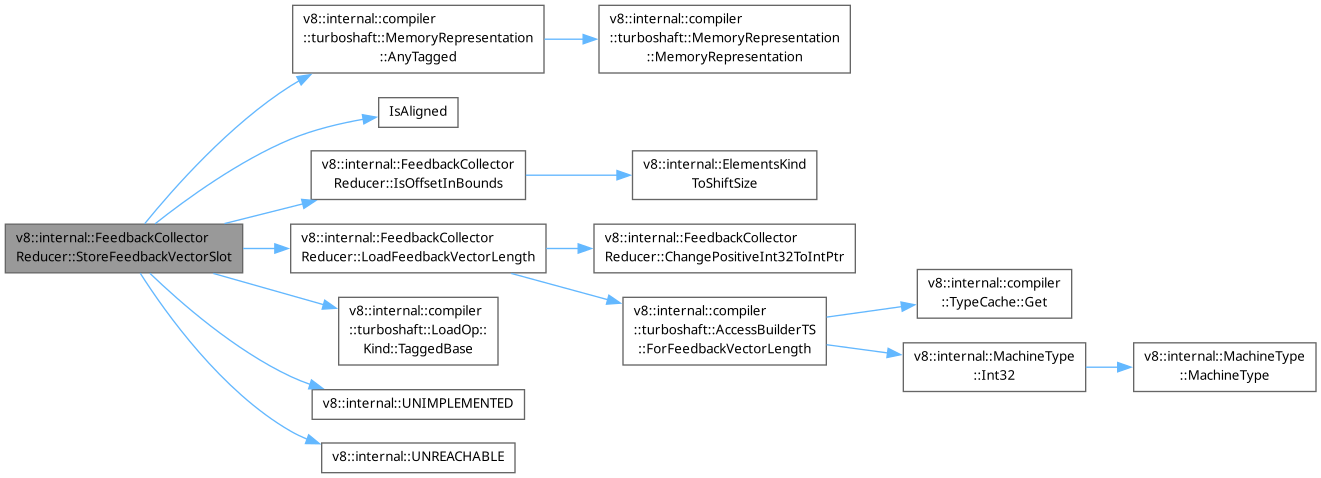 v8::internal::compiler
::turboshaft::MemoryRepresentation
::AnyTagged
v8::internal::compiler
::turboshaft::MemoryRepresentation
::MemoryRepresentation
IsAligned
v8::internal::FeedbackCollector
Reducer::IsOffsetInBounds
v8::internal::ElementsKind
ToShiftSize
v8::internal::FeedbackCollector
Reducer::StoreFeedbackVectorSlot
v8::internal::FeedbackCollector
Reducer::LoadFeedbackVectorLength
v8::internal::FeedbackCollector
Reducer::ChangePositiveInt32ToIntPtr
v8::internal::compiler
::TypeCache::Get
v8::internal::compiler
::turboshaft::LoadOp::
Kind::TaggedBase
v8::internal::compiler
::turboshaft::AccessBuilderTS
::ForFeedbackVectorLength
v8::internal::MachineType
::Int32
v8::internal::MachineType
::MachineType
v8::internal::UNIMPLEMENTED
v8::internal::UNREACHABLE